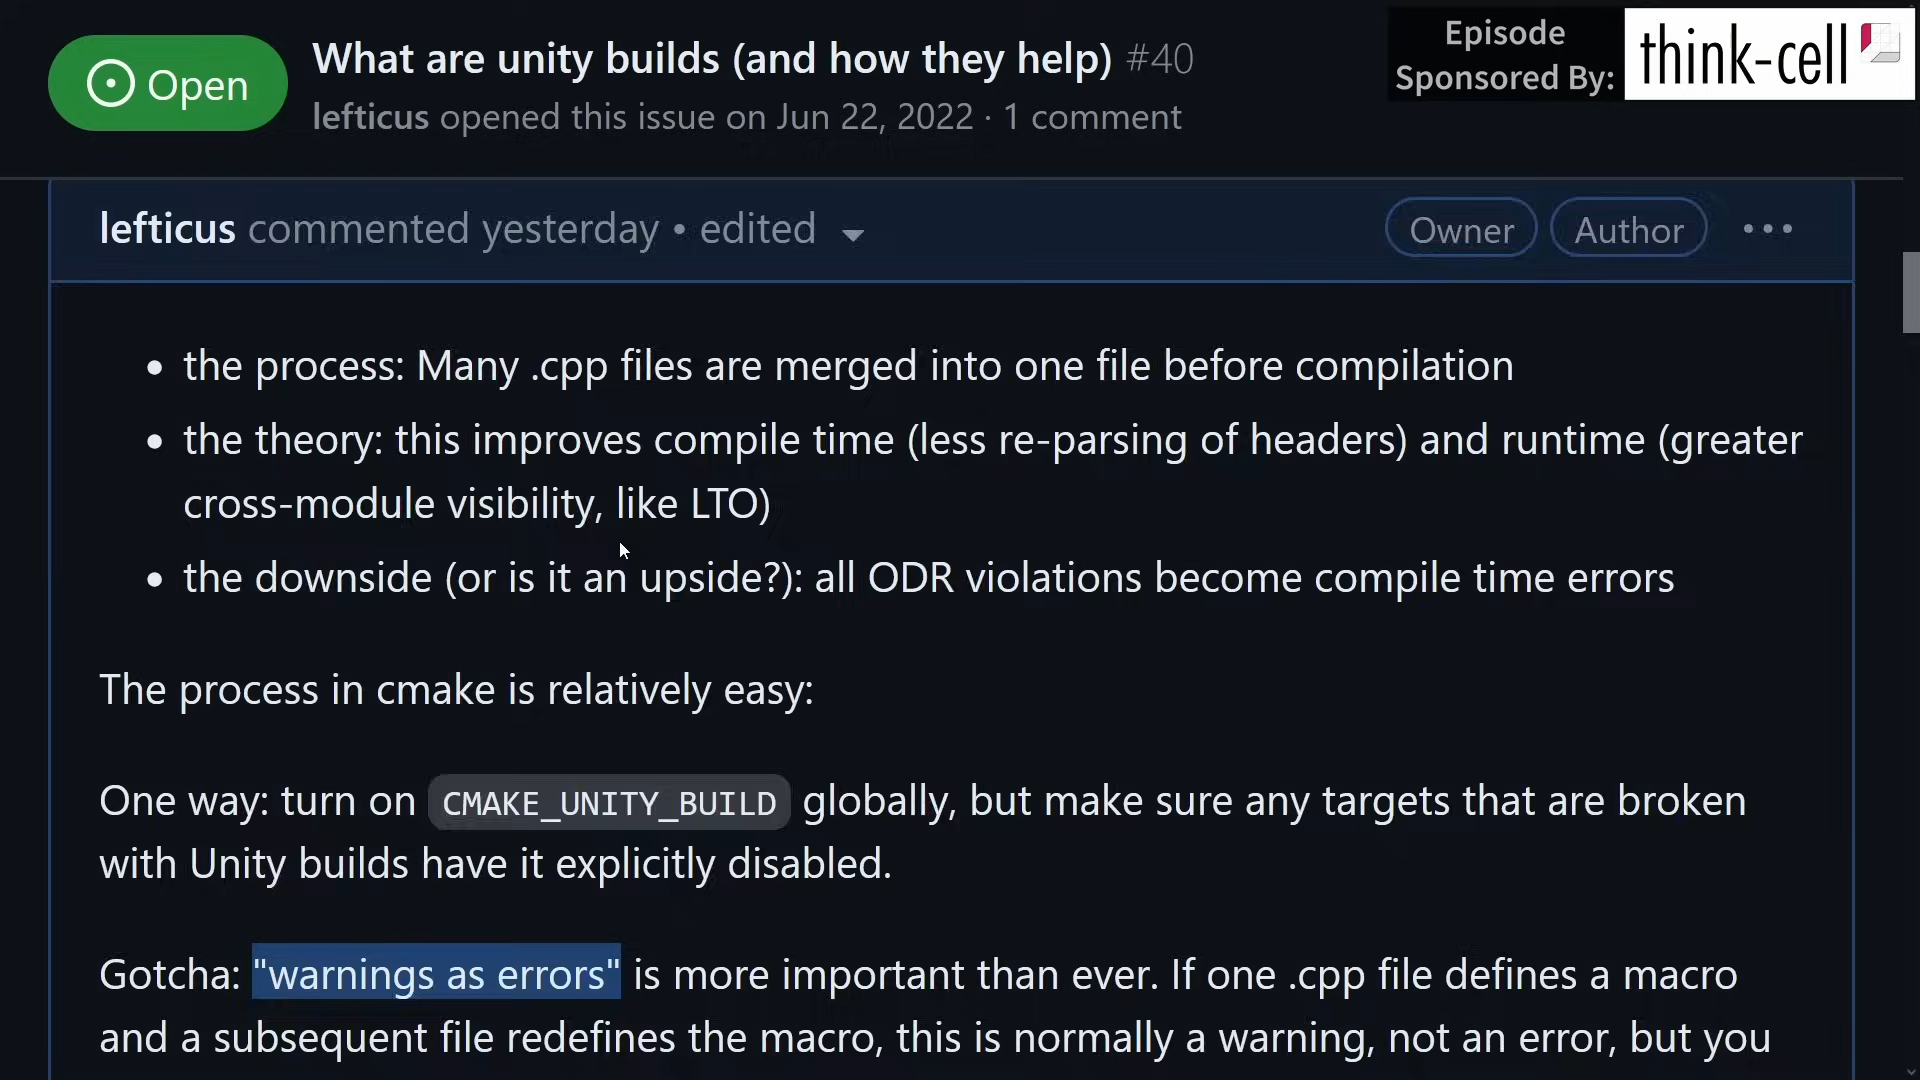 Open
What are unity builds (and how they help) #40
lefticus opened this issue on Jun 22, 2022 · 1 comment
Episode
Sponsored By:
think-cell
lefticus commented yesterday • edited
Owner
Author
• the process: Many .cpp files are merged into one file before compilation
• the theory: this improves compile time (less re-parsing of headers) and runtime (greater
cross-module visibility, like LTO)
• the downside (or is it an upside?): all ODR violations become compile time errors
The process in cmake is relatively easy:
One way: turn on CMAKE_UNITY_BUILD globally, but make sure any targets that are broken
with Unity builds have it explicitly disabled.
Gotcha: "warnings as errors" is more important than ever. If one .cpp file defines a macro
and a subsequent file redefines the macro, this is normally a warning, not an error, but you